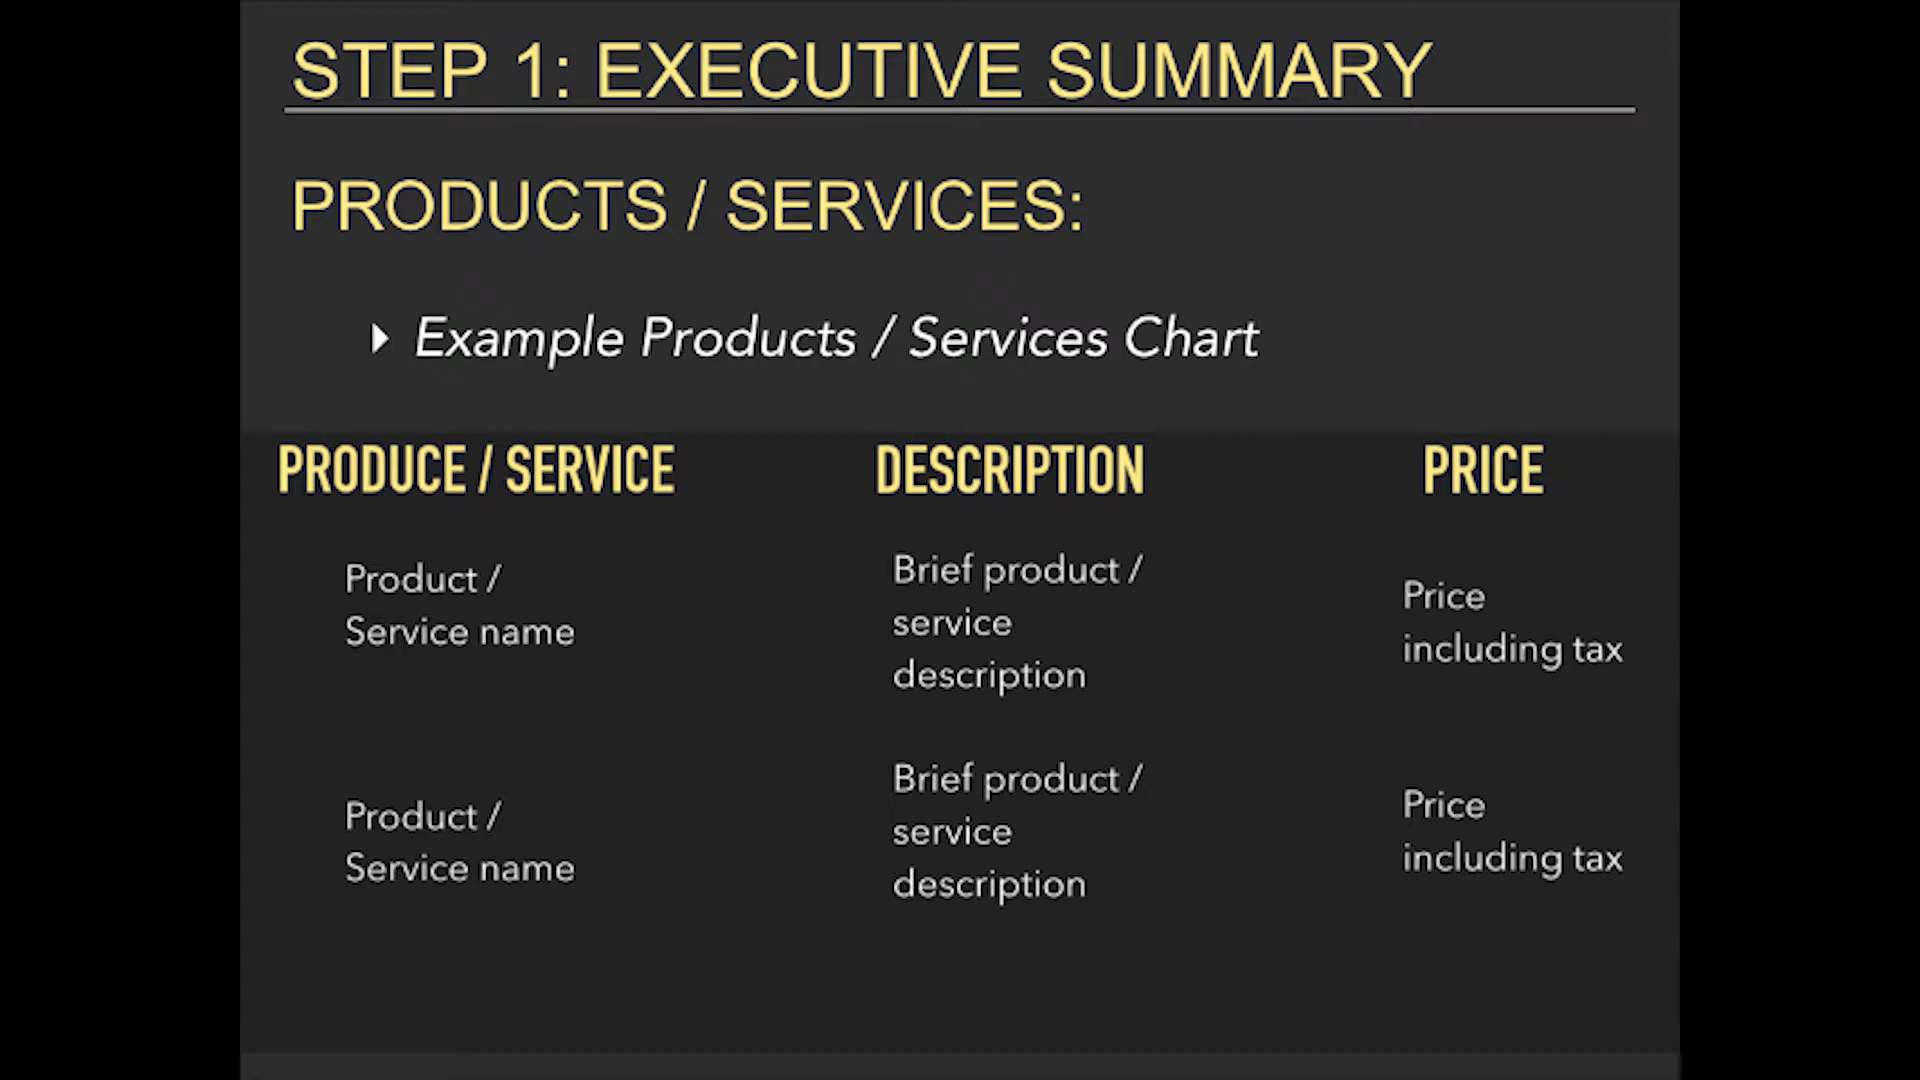 STEP 1: EXECUTIVE SUMMARY
PRODUCTS / SERVICES:
Example Products / Services Chart
PRODUCE / SERVICE DESCRIPTION PRICE
Product /
Service name
Brief product /
service
description
Price
including tax
Product /
Service name
Brief product /
service
description
Price
including tax